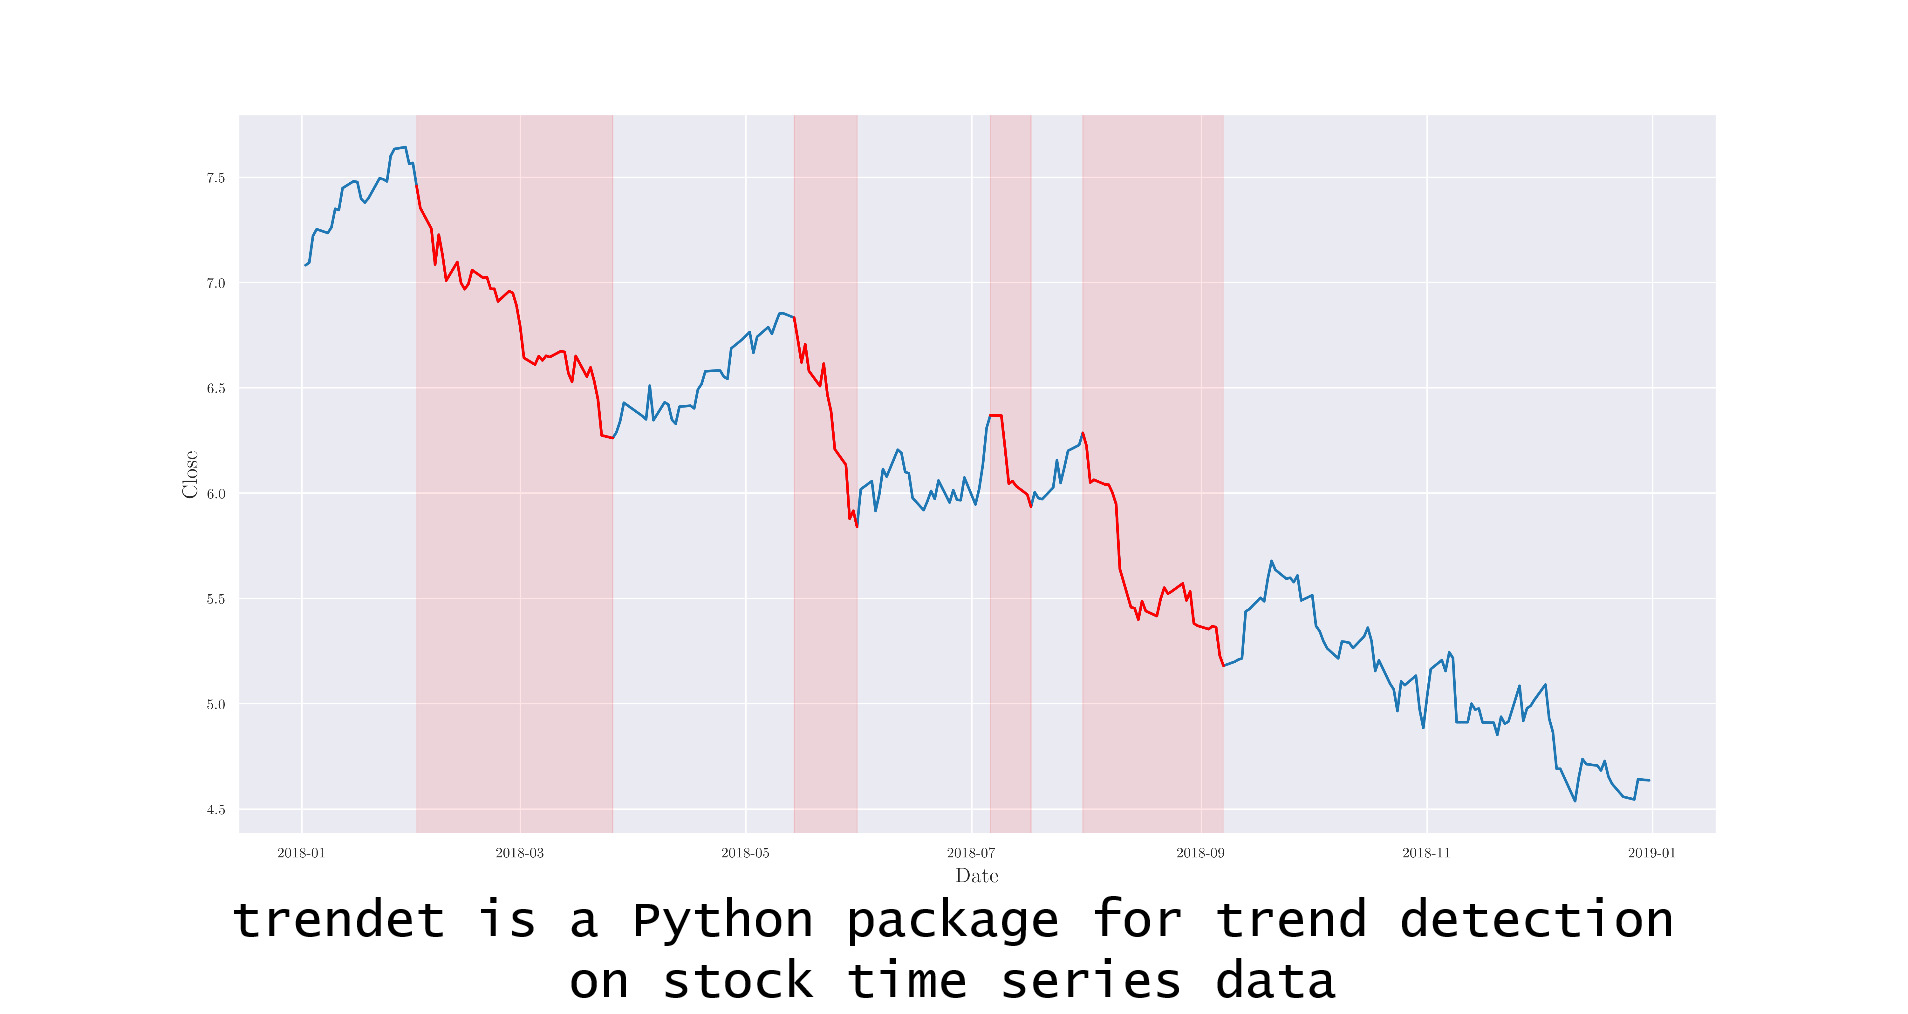 7.5
7.0
6.5
6.0
5.5
5.0
4.5
Close
2018-01 2018-03 2018-05 2018-07 2018-09 2018-11 2019-01
Date
trendet is a Python package for trend detection
on stock time series data